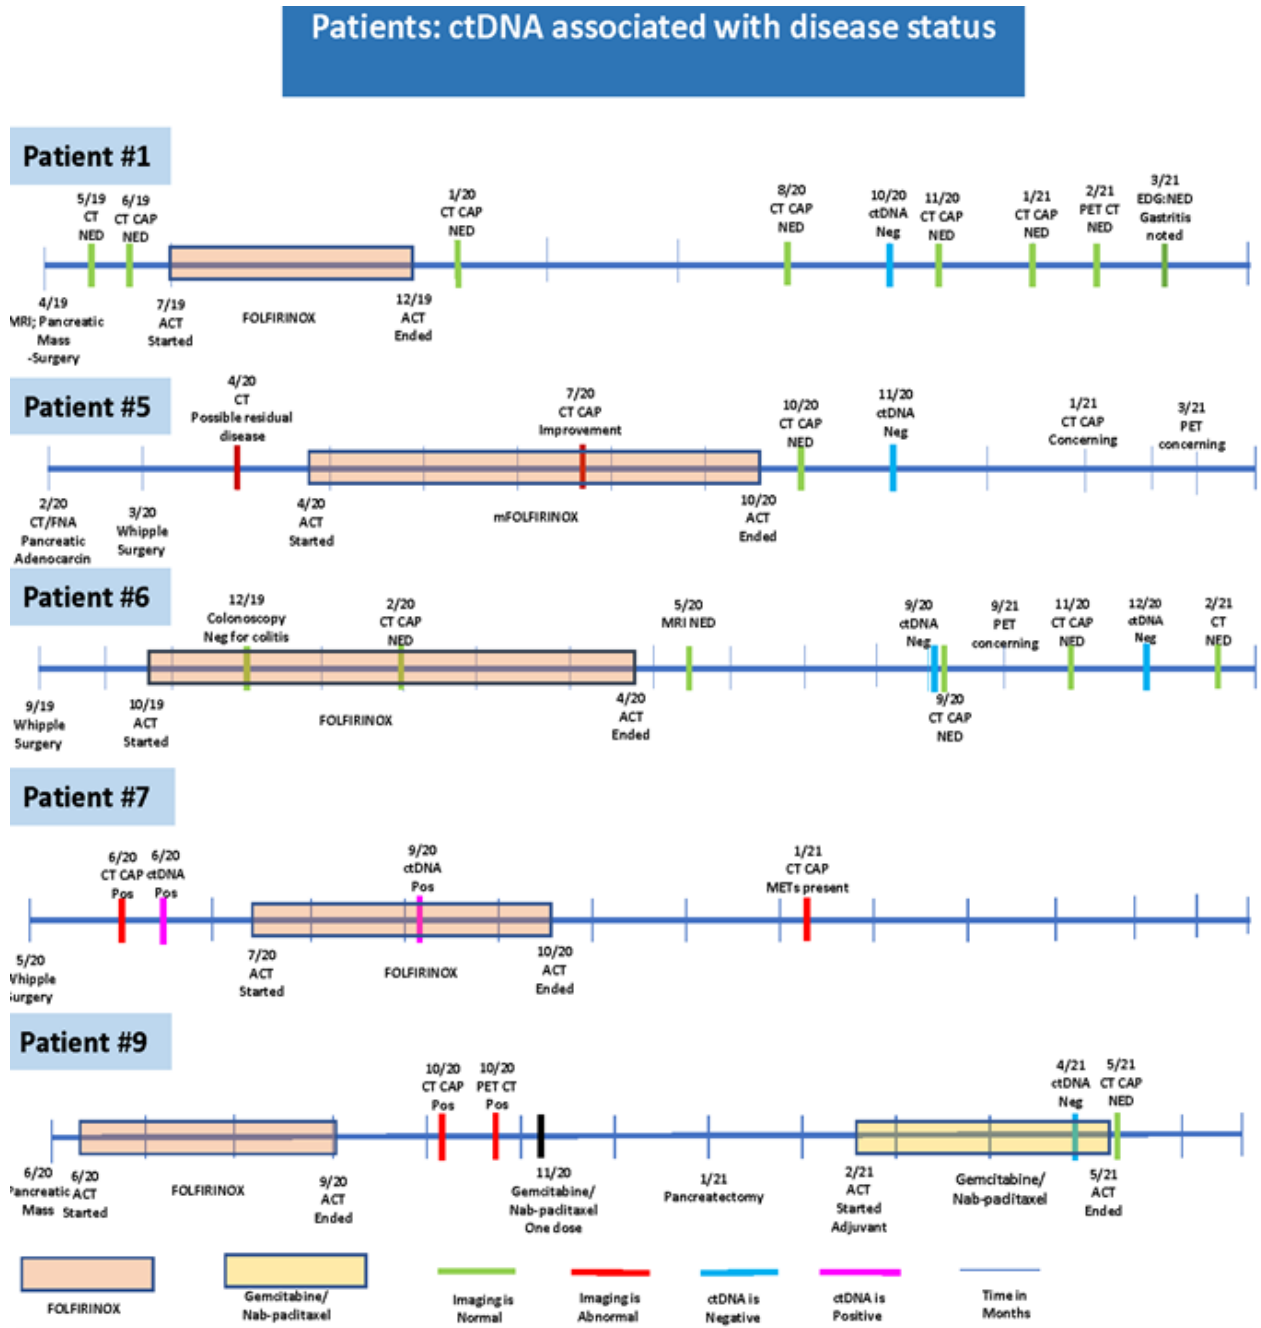 Patients: ctDNA associated with disease status
Patient #1
5/19
CT
NED
6/19
CT CAP
NED
1/20
CT CAP
NED
8/20
CT CAP
NED
10/20
ctDNA
Neg
11/20
CT CAP
NED
1/21
CT CAP
NED
2/21
PET CT
NED
3/21
EDG:NED
Gastritis
noted
4/19
MRI; Pancreatic
Mass
-Surgery
7/19
ACT
Started
FOLFIRINOX
12/19
ACT
Ended
Patient #5
4/20
CT
Possible residual
disease
7/20
CT CAP
Improvement
10/20
CT CAP
NED
11/20
ctDNA
Neg
1/21
CT CAP
Concerning
3/21
PET
concerning
2/20
CT/FNA
Pancreatic
Adenocarcin
3/20
Whipple
Surgery
4/20
ACT
Started
mFOLFIRINOX
10/20
ACT
Ended
Patient #6
12/19
Colonoscopy
Neg for colitis
2/20
CT CAP
NED
5/20
MRI NED
9/20
ctDNA
Neg
9/21
PET
concerning
11/20
CT CAP
NED
12/20
ctDNA
Neg
2/21
CT
NED
9/19
Whipple
Surgery
10/19
ACT
Started
FOLFIRINOX
4/20
ACT
Ended
9/20
CT CAP
NED
Patient #7
6/20
CT CAP
Pos
6/20
ctDNA
Pos
9/20
ctDNA
Pos
1/21
CT CAP
METs present
5/20
Whipple
Surgery
7/20
ACT
Started
FOLFIRINOX
10/20
ACT
Ended
Patient #9
10/20
CT CAP
Pos
10/20
PET CT
Pos
4/21
ctDNA
Neg
5/21
CT CAP
NED
6/20
Pancreatic
Mass
6/20
ACT
Started
FOLFIRINOX
9/20
ACT
Ended
11/20
Gemcitabine/
Nab-paclitaxel
One dose
1/21
Pancreatectomy
2/21
ACT
Started
Adjuvant
Gemcitabine/
Nab-paclitaxel
5/21
ACT
Ended
FOLFIRINOX
Gemcitabine/
Nab-paclitaxel
Imaging is
Normal
Imaging is
Abnormal
ctDNA is
Negative
ctDNA is
Positive
Time in
Months